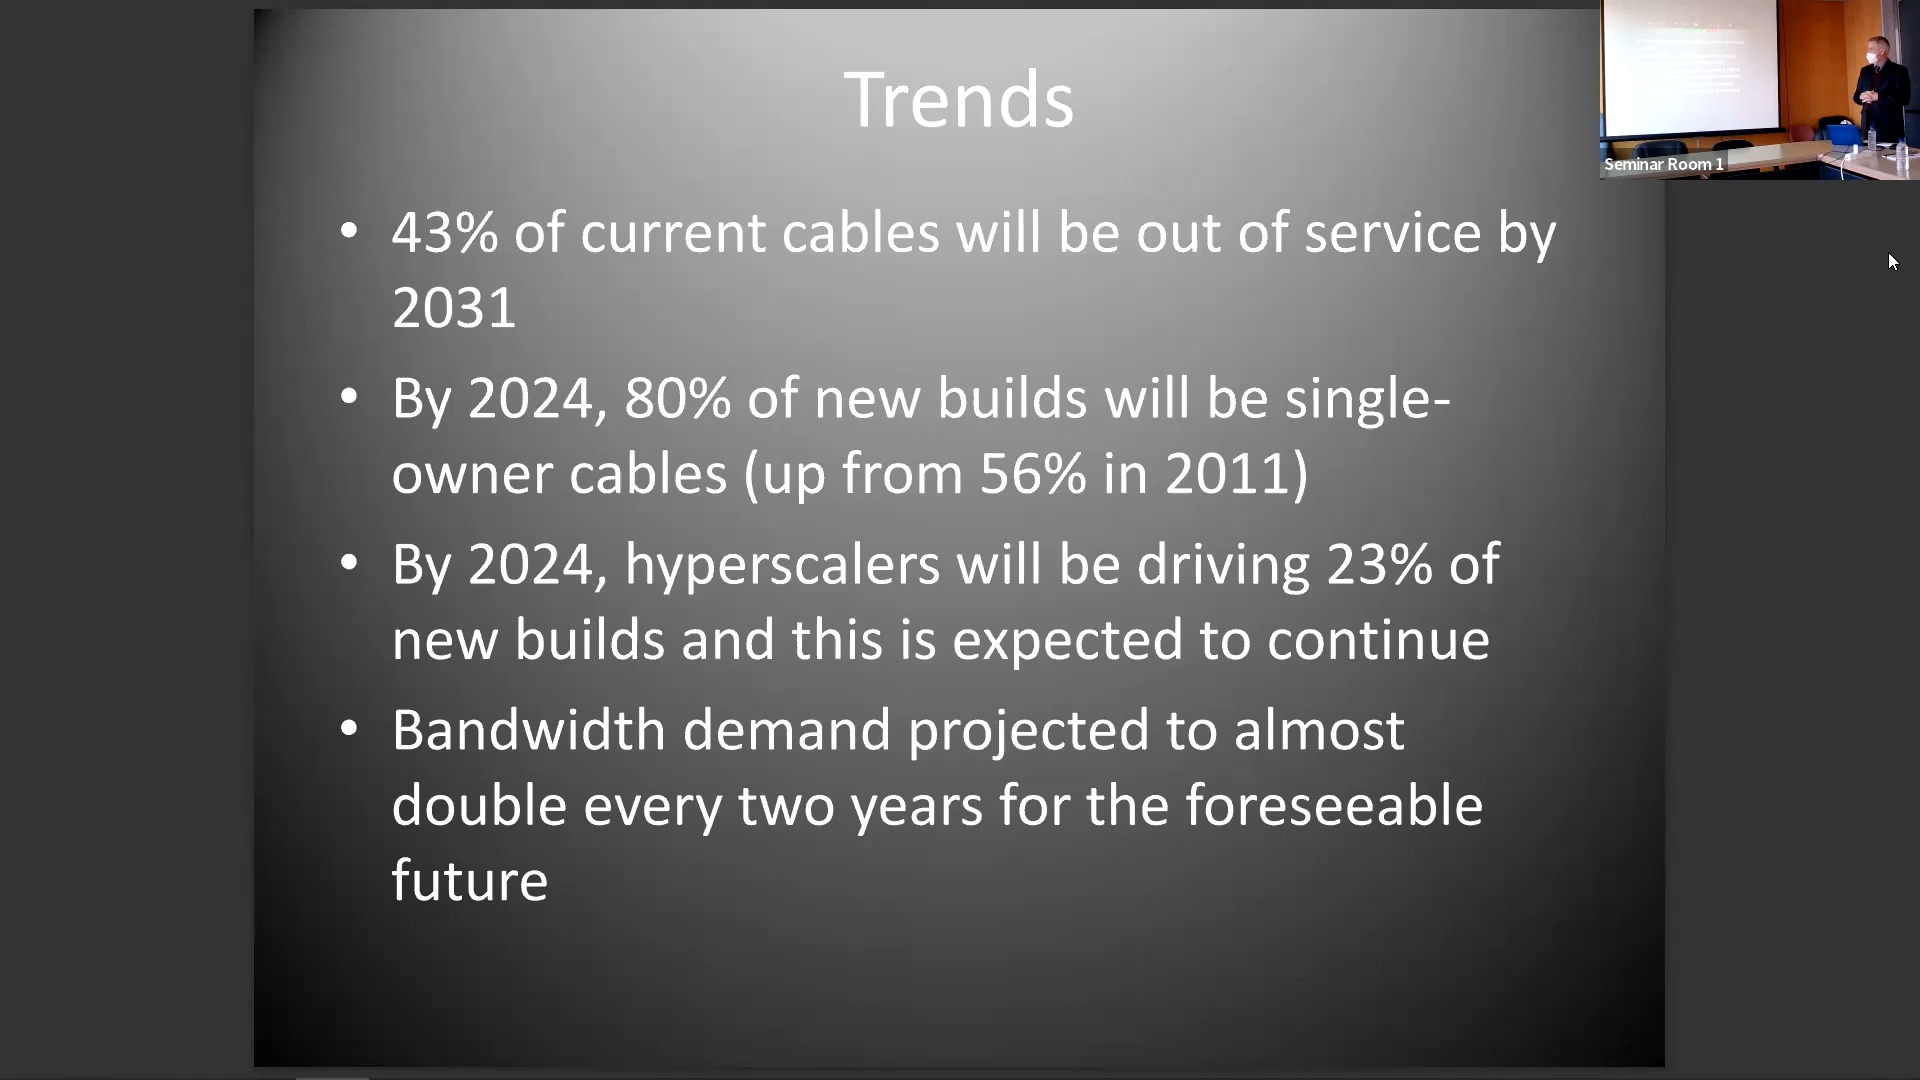 Trends
Seminar Room 1
• 43% of current cables will be out of service by
2031
• By 2024, 80% of new builds will be single-
owner cables (up from 56% in 2011)
• By 2024, hyperscalers will be driving 23% of
new builds and this is expected to continue
• Bandwidth demand projected to almost
double every two years for the foreseeable
future